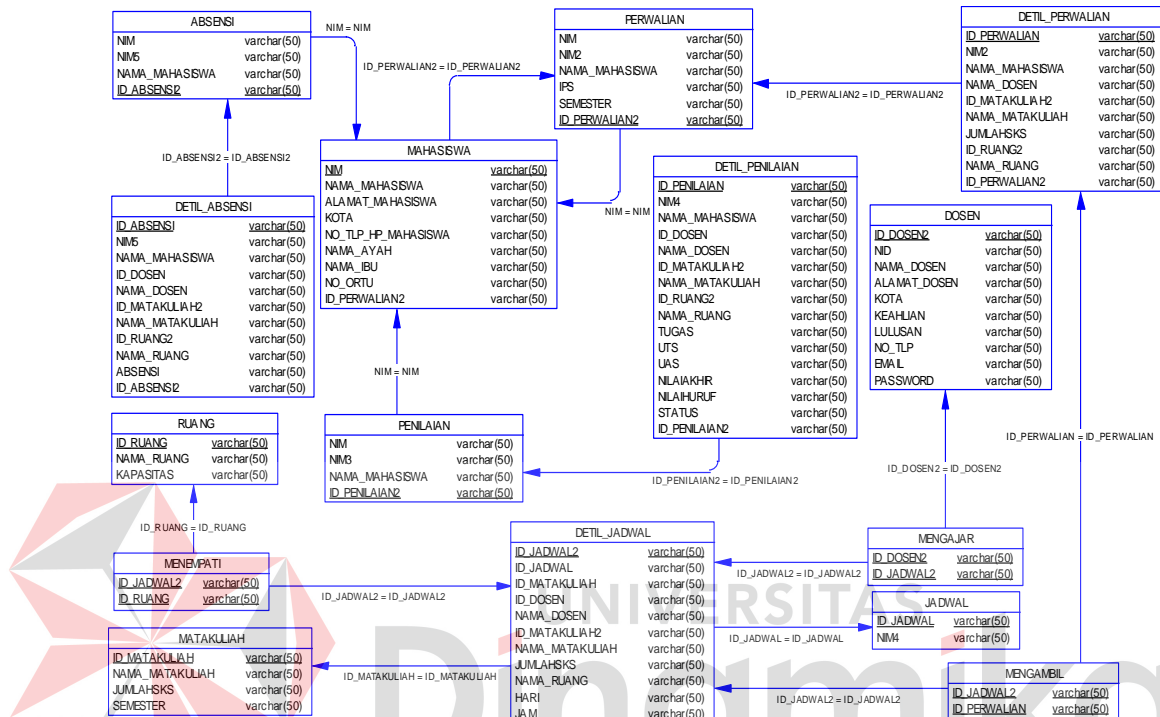 ABSENSI
NIM varchar(50)
NIM5 varchar(50)
NAMA_MAHASISWA varchar(50)
ID_ABSENSI2 varchar(50)
NIM = NIM
ID_PERWALIAN2 = ID_PERWALIAN2
PERWALIAN
NIM varchar(50)
NIM2 varchar(50)
NAMA_MAHASISWA varchar(50)
IPS varchar(50)
SEMESTER varchar(50)
ID_PERWALIAN2 varchar(50)
ID_PERWALIAN2 = ID_PERWALIAN2
DETIL_PERWALIAN
ID_PERWALIAN varchar(50)
NIM2 varchar(50)
NAMA_MAHASISWA varchar(50)
NAMA_DOSEN varchar(50)
ID_MATAKULIAH2 varchar(50)
NAMA_MATAKULIAH varchar(50)
JUMLAHSKS varchar(50)
ID_RUANG2 varchar(50)
NAMA_RUANG varchar(50)
ID_PERWALIAN2 varchar(50)
ID_ABSENSI2 = ID_ABSENSI2
MAHASISWA
NIM varchar(50)
NAMA_MAHASISWA varchar(50)
ALAMAT_MAHASISWA varchar(50)
KOTA varchar(50)
NO_TLP_HP_MAHASISWA varchar(50)
NAMA_AYAH varchar(50)
NAMA_IBU varchar(50)
NO_ORTU varchar(50)
ID_PERWALIAN2 varchar(50)
NIM = NIM
DETIL_PENILAIAN
ID_PENILAIAN varchar(50)
NIM4 varchar(50)
NAMA_MAHASISWA varchar(50)
ID_DOSEN varchar(50)
NAMA_DOSEN varchar(50)
ID_MATAKULIAH2 varchar(50)
NAMA_MATAKULIAH varchar(50)
ID_RUANG2 varchar(50)
NAMA_RUANG varchar(50)
TUGAS varchar(50)
UTS varchar(50)
UAS varchar(50)
NILAIAKHIR varchar(50)
NILAIHURUF varchar(50)
STATUS varchar(50)
ID_PENILAIAN2 varchar(50)
DETIL_ABSENSI
ID_ABSENSI varchar(50)
NIM5 varchar(50)
NAMA_MAHASISWA varchar(50)
ID_DOSEN varchar(50)
NAMA_DOSEN varchar(50)
ID_MATAKULIAH2 varchar(50)
NAMA_MATAKULIAH varchar(50)
ID_RUANG2 varchar(50)
NAMA_RUANG varchar(50)
ABSENSI varchar(50)
ID_ABSENSI2 varchar(50)
DOSEN
ID_DOSEN2 varchar(50)
NID varchar(50)
NAMA_DOSEN varchar(50)
ALAMAT_DOSEN varchar(50)
KOTA varchar(50)
KEAHLIAN varchar(50)
LULUSAN varchar(50)
NO_TLP varchar(50)
EMAIL varchar(50)
PASSWORD varchar(50)
NIM = NIM
RUANG
ID_RUANG varchar(50)
NAMA_RUANG varchar(50)
KAPASITAS varchar(50)
PENILAIAN
NIM varchar(50)
NIM3 varchar(50)
NAMA_MAHASISWA varchar(50)
ID_PENILAIAN2 varchar(50)
ID_PENILAIAN2 = ID_PENILAIAN2
ID_PERWALIAN = ID_PERWALIAN
ID_DOSEN2 = ID_DOSEN2
ID_RUANG = ID_RUANG
MENEMPATI
ID_JADWAL2 varchar(50)
ID_RUANG varchar(50)
ID_JADWAL2 = ID_JADWAL2
DETIL_JADWAL
ID_JADWAL2 varchar(50)
ID_JADWAL varchar(50)
ID_MATAKULIAH varchar(50)
ID_DOSEN varchar(50)
NAMA_DOSEN varchar(50)
ID_MATAKULIAH2 varchar(50)
NAMA_MATAKULIAH varchar(50)
JUMLAHSKS varchar(50)
NAMA_RUANG varchar(50)
HARI varchar(50)
JAM varchar(50)
MENGAJAR
ID_DOSEN2 varchar(50)
ID_JADWAL2 varchar(50)
ID_JADWAL2 = ID_JADWAL2
JADWAL
ID_JADWAL varchar(50)
NIM4 varchar(50)
ID_JADWAL = ID_JADWAL
MATAKULIAH
ID_MATAKULIAH varchar(50)
NAMA_MATAKULIAH varchar(50)
JUMLAHSKS varchar(50)
SEMESTER varchar(50)
ID_MATAKULIAH = ID_MATAKULIAH
MENGAMBIL
ID_JADWAL2 varchar(50)
ID_PERWALIAN varchar(50)
ID_JADWAL2 = ID_JADWAL2
UNIVERSITAS
Dinamika